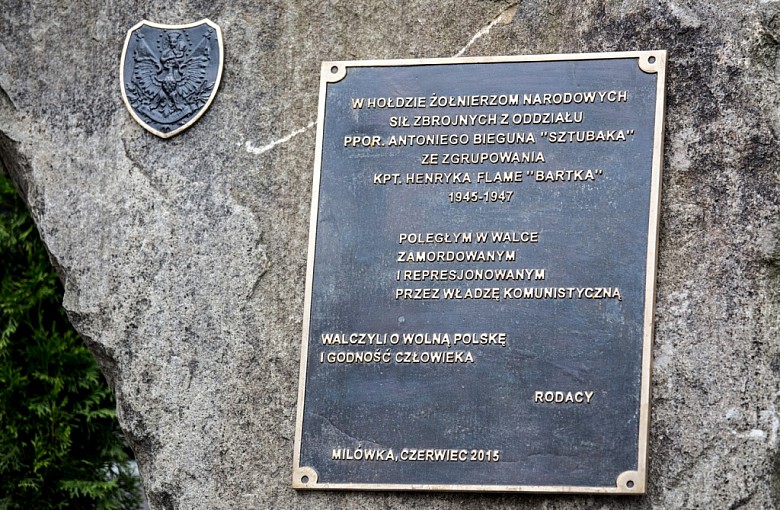 W HOŁDZIE ŻOŁNIERZOM NARODOWYCH
SIŁ ZBROJNYCH Z ODDZIAŁU
PPOR. ANTONIEGO BIEGUNA "SZTUBAKA"
ZE ZGRUPOWANIA
KPT. HENRYKA FLAME "BARTKA"
1945-1947
POLEGŁYM W WALCE
ZAMORDOWANYM
I REPRESJONOWANYM
PRZEZ WŁADZĘ KOMUNISTYCZNĄ
WALCZYLI O WOLNĄ POLSKĘ
I GODNOŚĆ CZŁOWIEKA
RODACY
MILÓWKA, CZERWIEC 2015